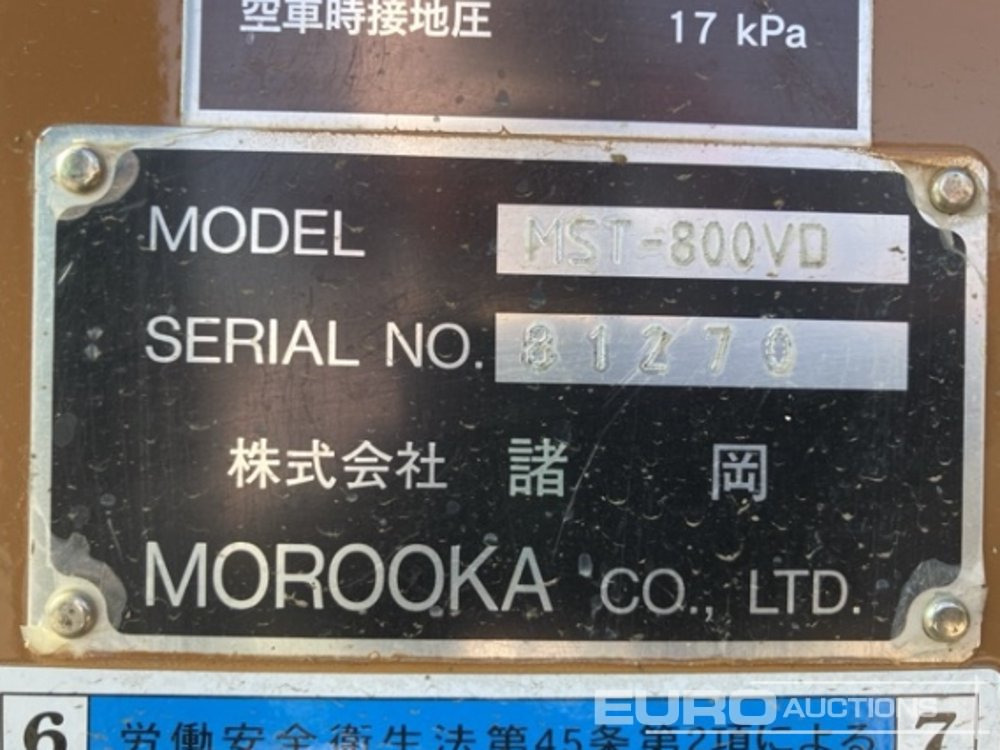 空車時接地圧 17 kPa
MODEL MST-800VD
SERIAL NO. 81270
株式会社 諸 岡
MOROOKA CO., LTD.
6 労働安全衛生法第45条第2項による 7
EURO AUCTIONS